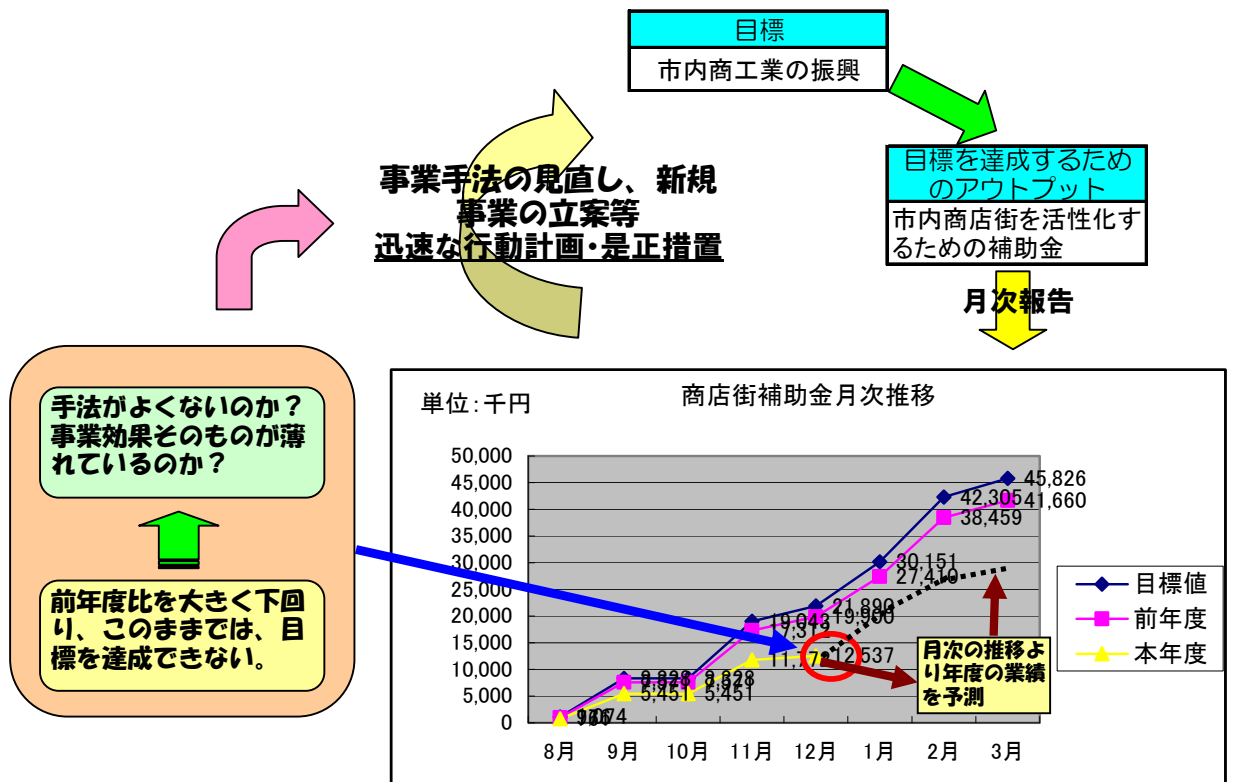 目標
市内商工業の振興
目標を達成するため
のアウトプット
市内商店街を活性化す
るための補助金
月次報告
事業手法の見直し、新規
事業の立案等
迅速な行動計画・是正措置
手法がよくないのか？
事業効果そのものが薄
れているのか？
前年度比を大きく下回
り、このままでは、目
標を達成できない。
商店街補助金月次推移
単位：千円
50,000
45,000
40,000
35,000
30,000
25,000
20,000
15,000
10,000
5,000
0
45,826
42,305
41,660
38,459
30,151
27,410
21,890
19,900
19,043
17,312
12,537
11,772
5,451
5,451
8月
9月
10月
11月
12月
1月
2月
3月
目標値
前年度
本年度
月次の推移よ
り年度の業績
を予測